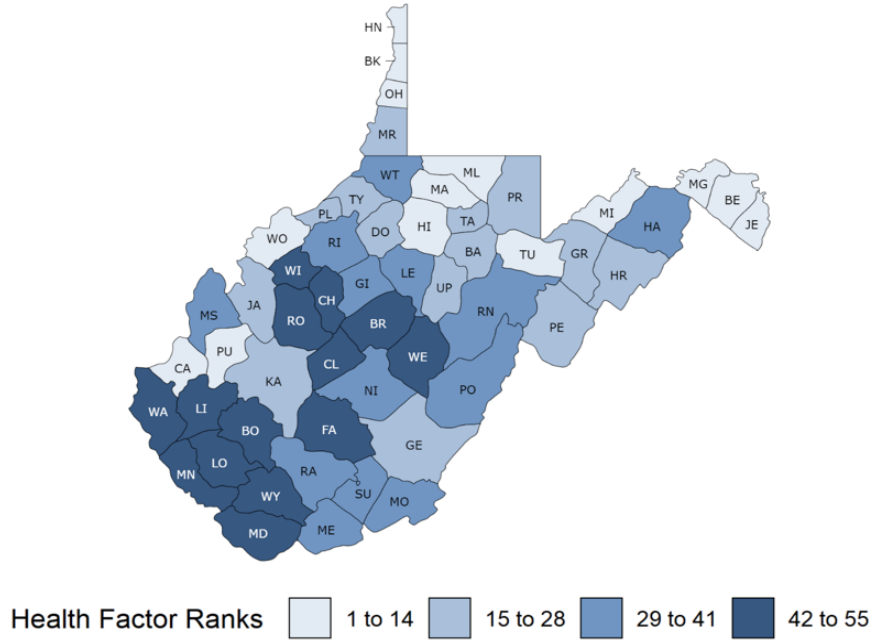 HN
BK
OH
MR
WT
ML
MA
PR
MG
BE
JE
MI
HA
TY
PL
DO
HI
TA
WO
RI
BA
TU
GR
HR
WI
GI
LE
UP
CH
JA
MS
RO
BR
RN
PE
PU
CA
CL
WE
KA
NI
PO
WA
LI
BO
FA
GE
LO
MN
RA
WY
SU
MO
MD
ME
Health Factor Ranks 1 to 14 15 to 28 29 to 41 42 to 55